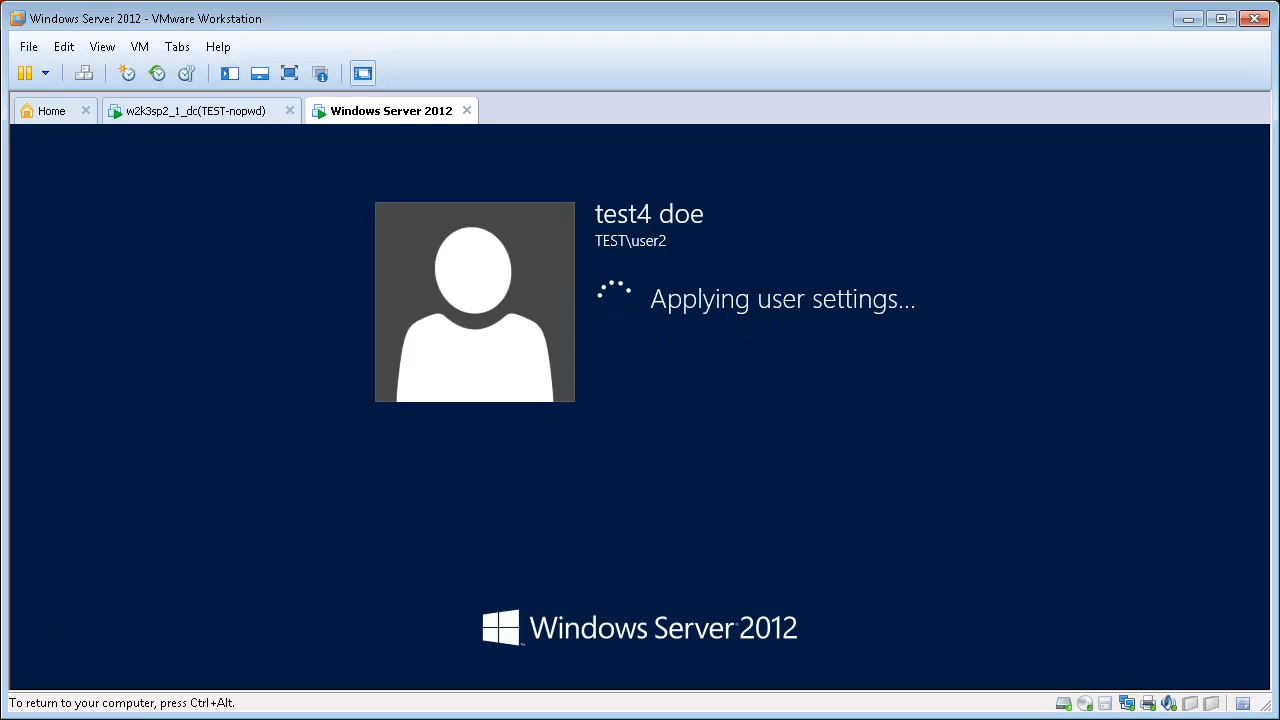 Windows Server 2012 - VMware Workstation
File Edit View VM Tabs Help
Home w2k3sp2_1_dc(TEST-nopwd) Windows Server 2012
test4 doe
TEST\user2
Applying user settings...
Windows Server 2012
To return to your computer, press Ctrl+Alt.